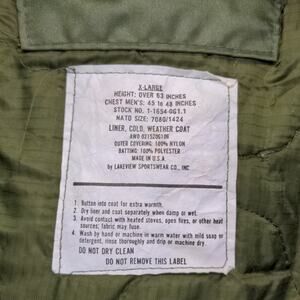 X-LARGE
HEIGHT: OVER 63 INCHES
CHEST MEN'S: 45 to 48 INCHES
STOCK NO. 1-1654-0G1.1
NATO SIZE: 7080/1424
LINER, COLD, WEATHER COAT
AWO 0315205106
OUTER COVERING: 100% NYLON
BATTING: 100% POLYESTER
MADE IN U.S.A
by LAKEVIEW SPORTSWEAR CO., INC
1. Button into coat for extra warmth.
2. Dry liner and coat separately when damp or wet.
3. Avoid contact with heated stoves, open fires, or other heat
sources; fabric may fuse.
4. Wash by hand or machine in warm water with mild soap or
detergent, rinse thoroughly and drip or machine dry.
DO NOT DRY CLEAN
DO NOT REMOVE THIS LABEL